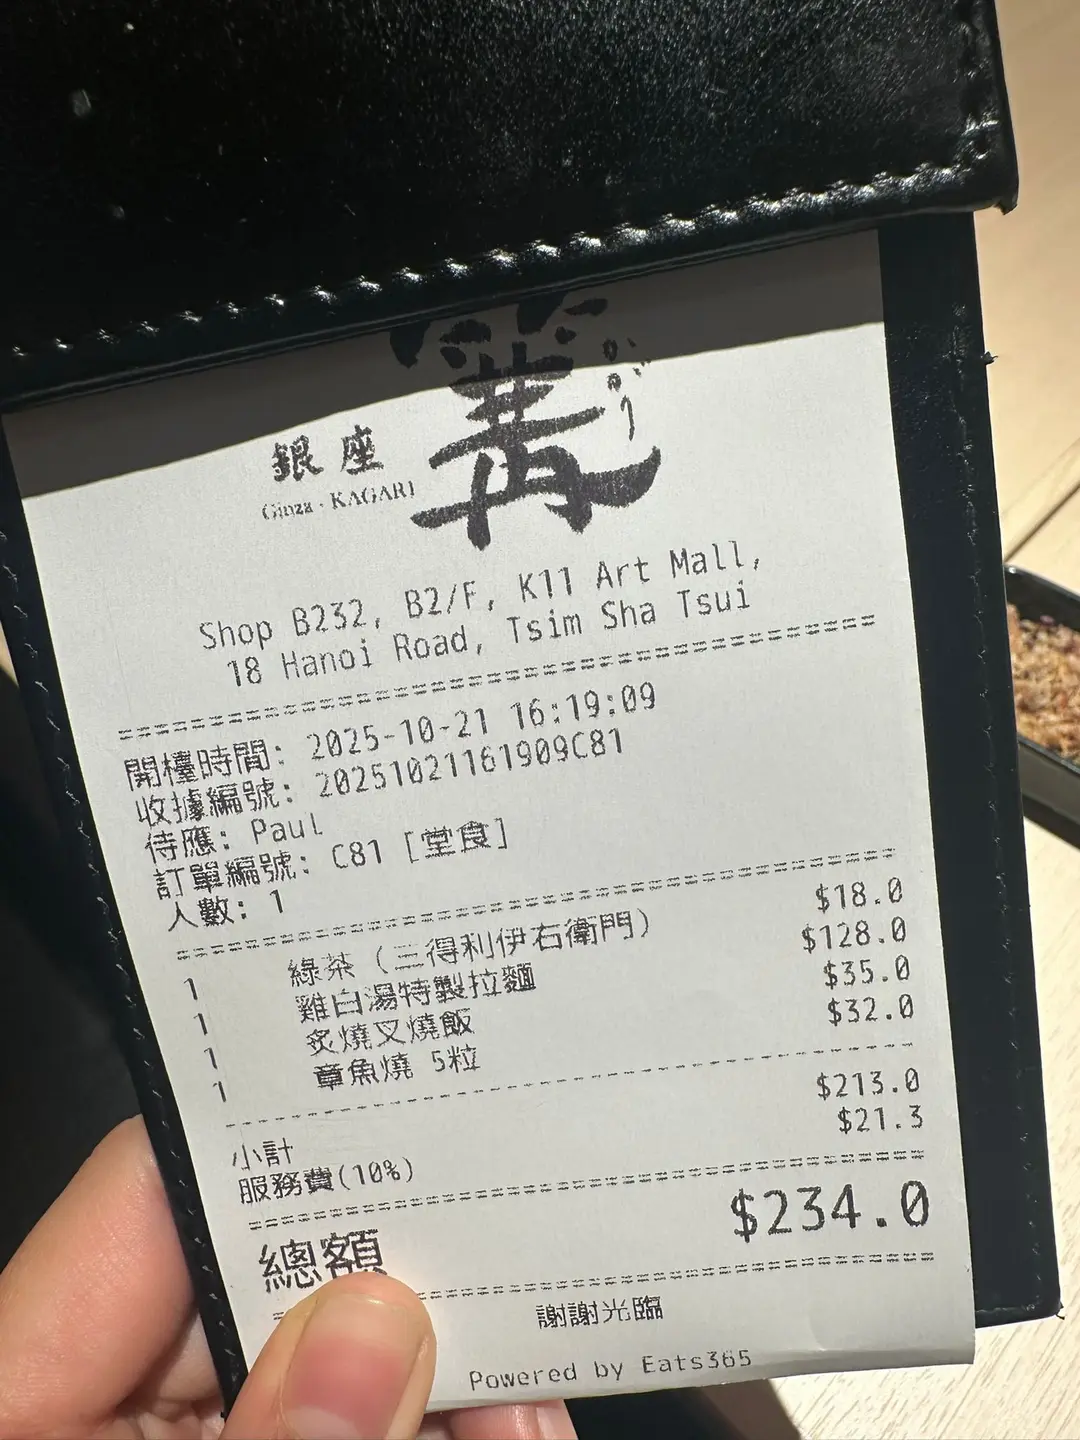 篝 かがり
銀座
Ginza · KAGARI
Shop B232, B2/F, K11 Art Mall,
18 Hanoi Road, Tsim Sha Tsui
開檯時間: 2025-10-21 16:19:09
收據編號: 20251021161909C81
侍應: Paul
訂單編號: C81 [堂食]
人數: 1
1 綠茶 (三得利伊右衛門) $18.0
1 雞白湯特製拉麵 $128.0
1 炙燒叉燒飯 $35.0
1 章魚燒 5粒 $32.0
小計 $213.0
服務費(10%) $21.3
總額 $234.0
謝謝光臨
Powered by Eats365